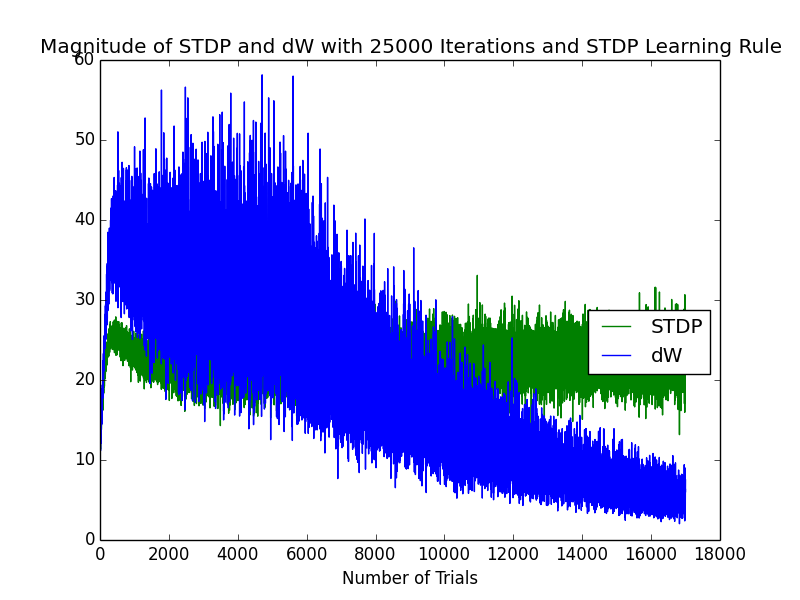 Magnitude of STDP and dW with 25000 Iterations and STDP Learning Rule
60
50
40
30
20
10
0
STDP
dW
0 2000 4000 6000 8000 10000 12000 14000 16000 18000
Number of Trials